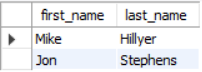 first_name last_name
Mike Hillyer
Jon Stephens